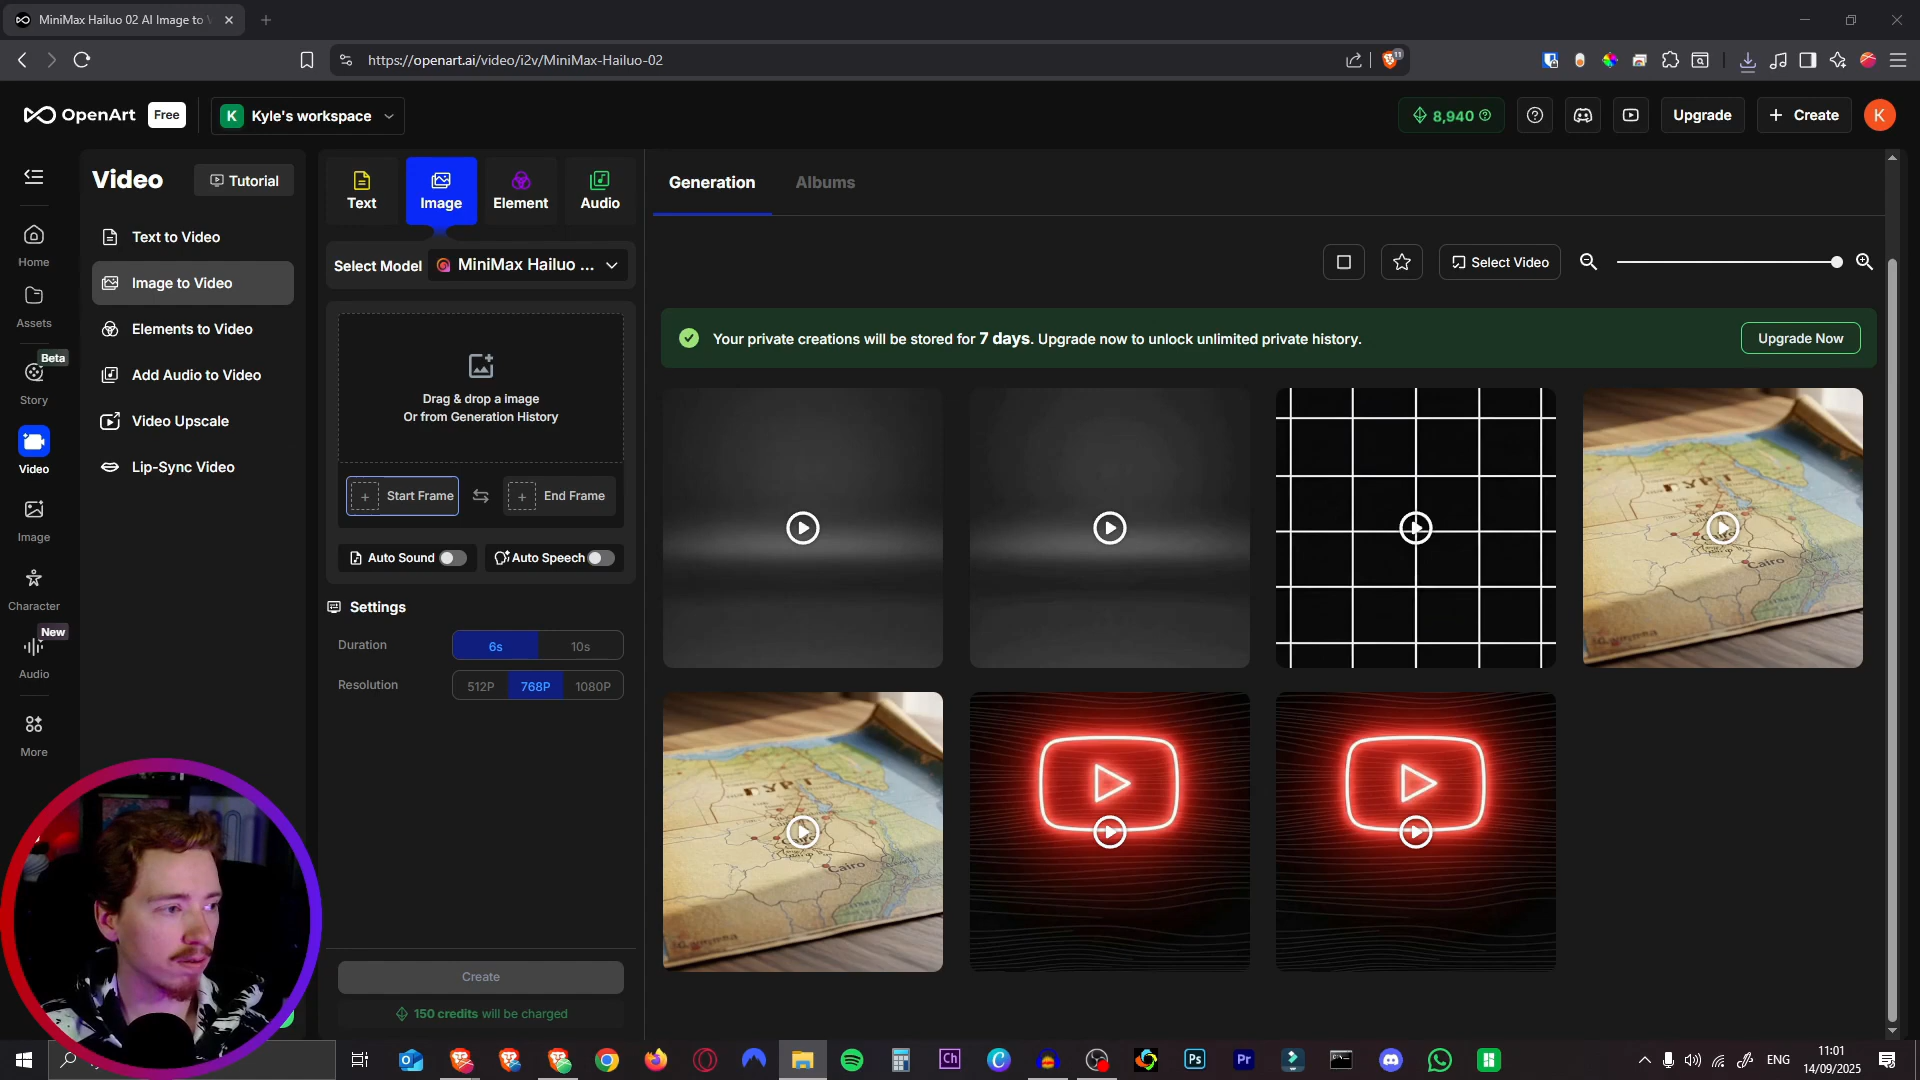 MiniMax Hailuo 02 AI Image to
https://openart.ai/video/i2v/MiniMax-Hailuo-02
11
OpenArt
Free
K
Kyle's workspace
8,940
Upgrade
+ Create
K
Video
Tutorial
Text to Video
Image to Video
Elements to Video
Add Audio to Video
Video Upscale
Lip-Sync Video
Home
Assets
Beta
Story
Video
Image
Character
New
Audio
More
Text
Image
Element
Audio
Select Model
MiniMax Hailuo ...
Drag & drop a image
Or from Generation History
Start Frame
End Frame
Auto Sound
Auto Speech
Settings
Duration
6s
10s
Resolution
512P
768P
1080P
Create
150 credits will be charged
Generation
Albums
Select Video
Your private creations will be stored for 7 days. Upgrade now to unlock unlimited private history.
Upgrade Now
Cairo
Cairo
Ch
Ps
Pr
ENG
11:01
14/09/2025